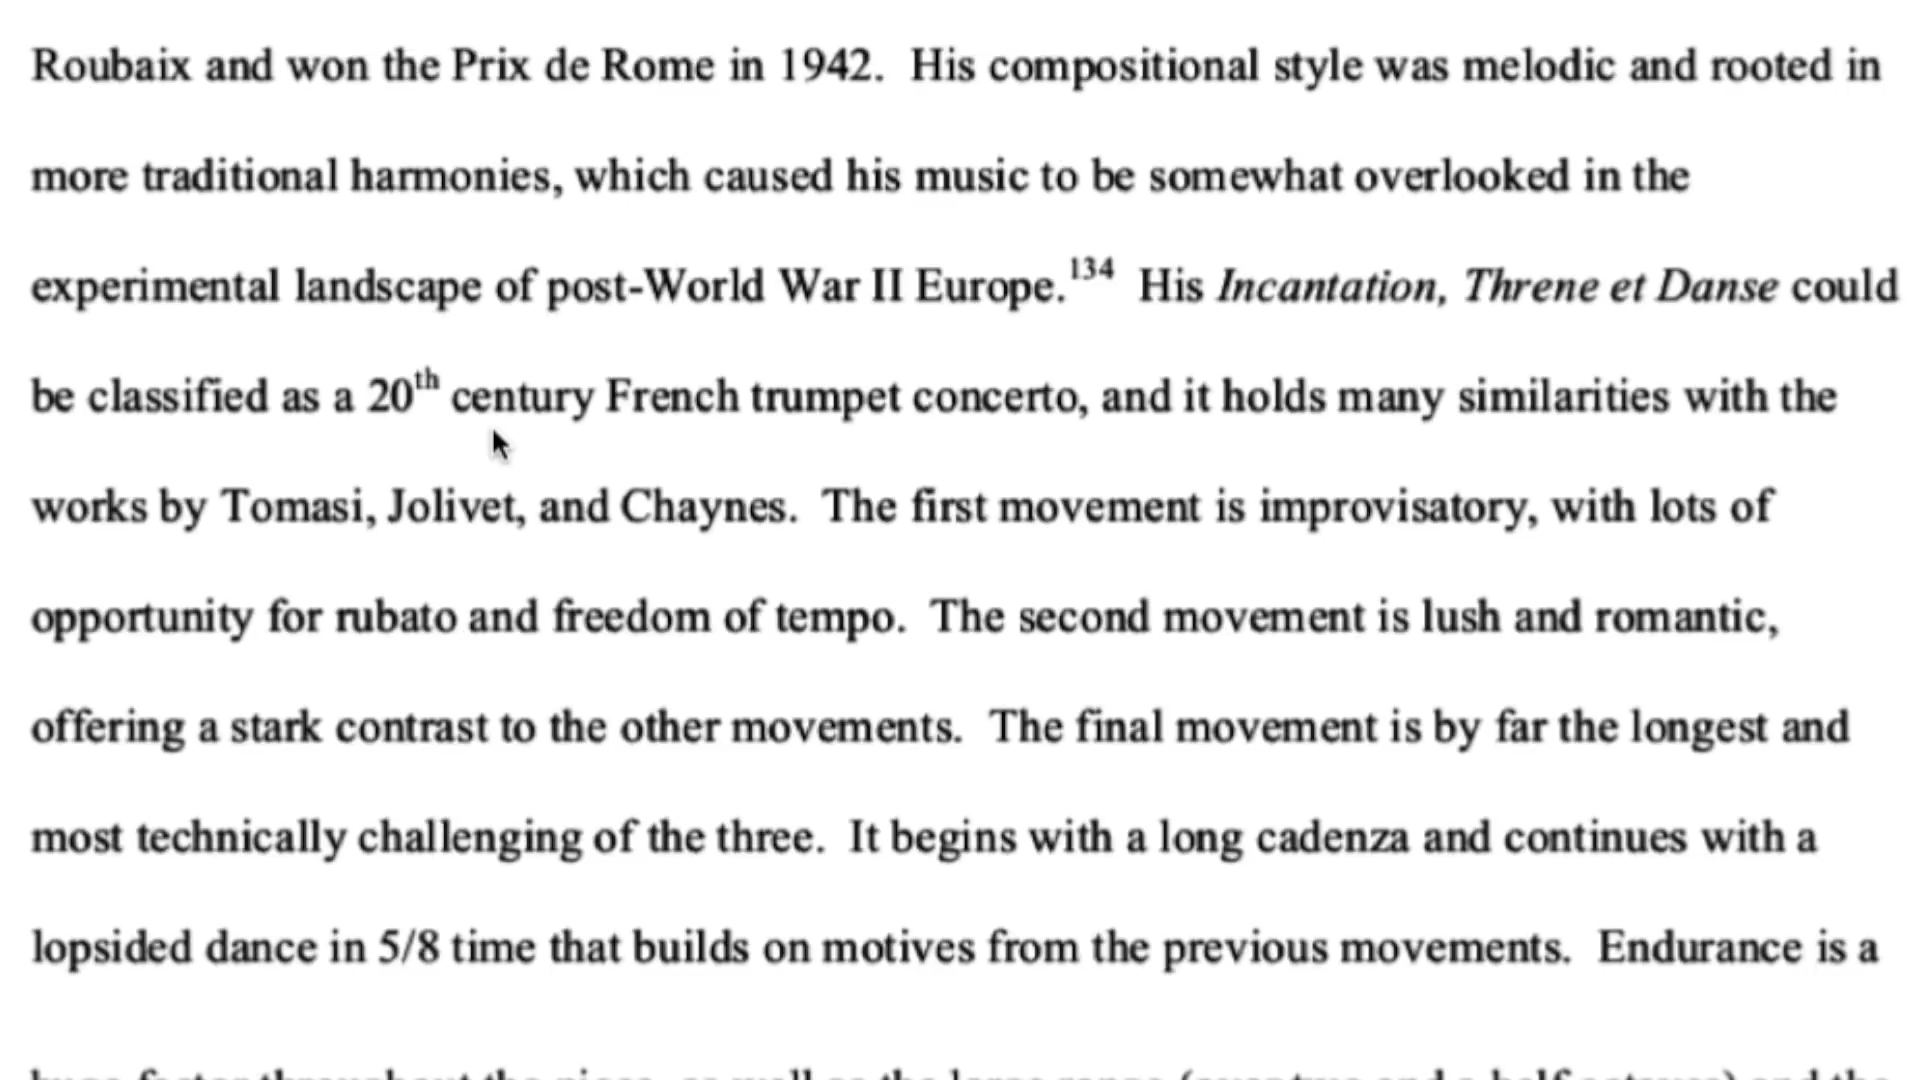 Roubaix and won the Prix de Rome in 1942.  His compositional style was melodic and rooted in
more traditional harmonies, which caused his music to be somewhat overlooked in the
experimental landscape of post-World War II Europe.134  His Incantation, Threne et Danse could
be classified as a 20th century French trumpet concerto, and it holds many similarities with the
works by Tomasi, Jolivet, and Chaynes.  The first movement is improvisatory, with lots of
opportunity for rubato and freedom of tempo.  The second movement is lush and romantic,
offering a stark contrast to the other movements.  The final movement is by far the longest and
most technically challenging of the three.  It begins with a long cadenza and continues with a
lopsided dance in 5/8 time that builds on motives from the previous movements.  Endurance is a